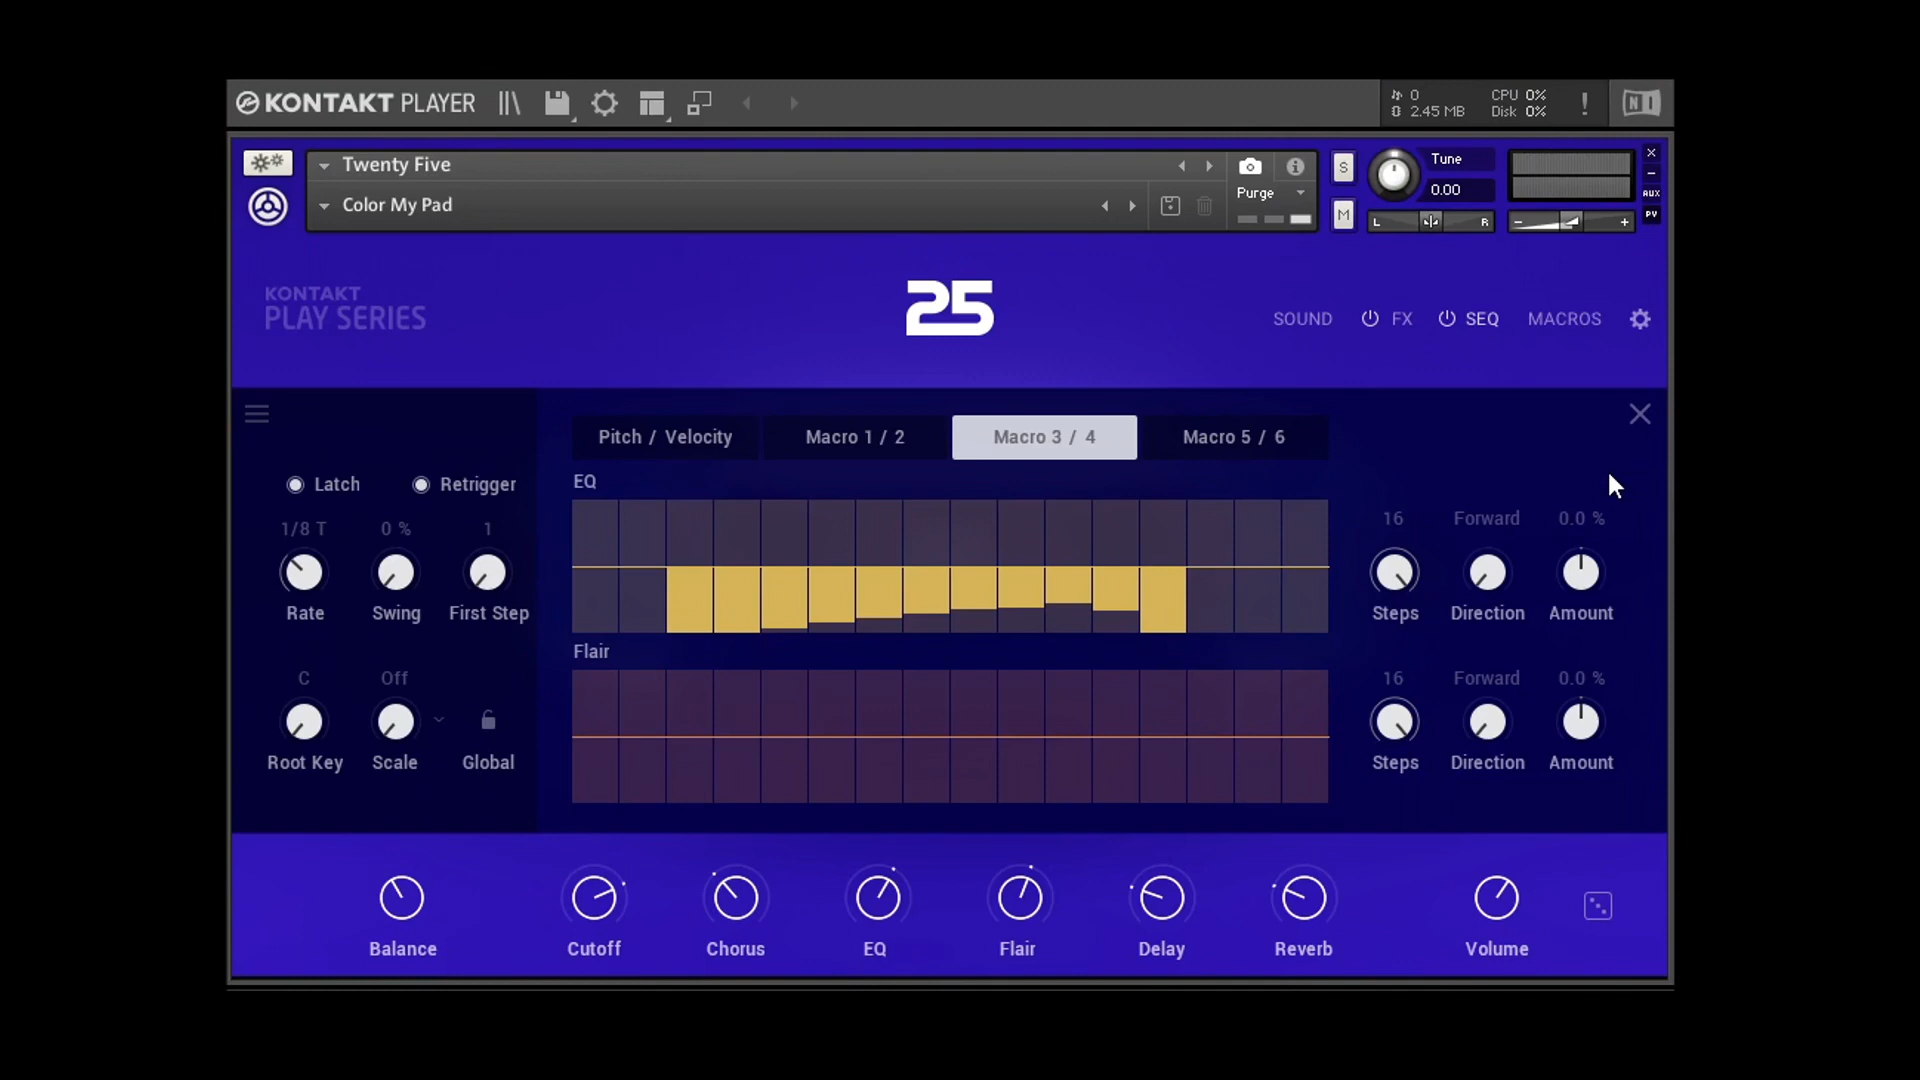 KONTAKT PLAYER
0
2.45 MB
CPU 0%
Disk 0%
!
NI
Twenty Five
Color My Pad
Purge
S
M
Tune
0.00
L R
- +
AUX
PV
KONTAKT
PLAY SERIES
25
SOUND FX SEQ MACROS
Pitch / Velocity Macro 1 / 2 Macro 3 / 4 Macro 5 / 6
Latch Retrigger
1/8 T 0 % 1
Rate Swing First Step
C Off
Root Key Scale Global
EQ
Flair
16 Forward 0.0 %
Steps Direction Amount
16 Forward 0.0 %
Steps Direction Amount
Balance Cutoff Chorus EQ Flair Delay Reverb Volume